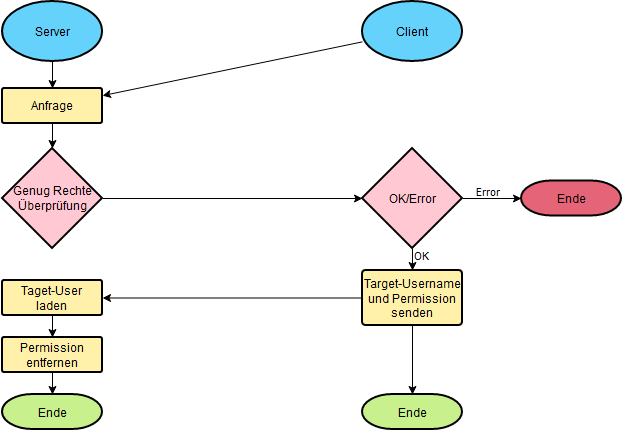 Server
Client
Anfrage
Genug Rechte
Überprüfung
OK/Error
Error
Ende
OK
Taget-User
laden
Target-Username
und Permission
senden
Permission
entfernen
Ende
Ende